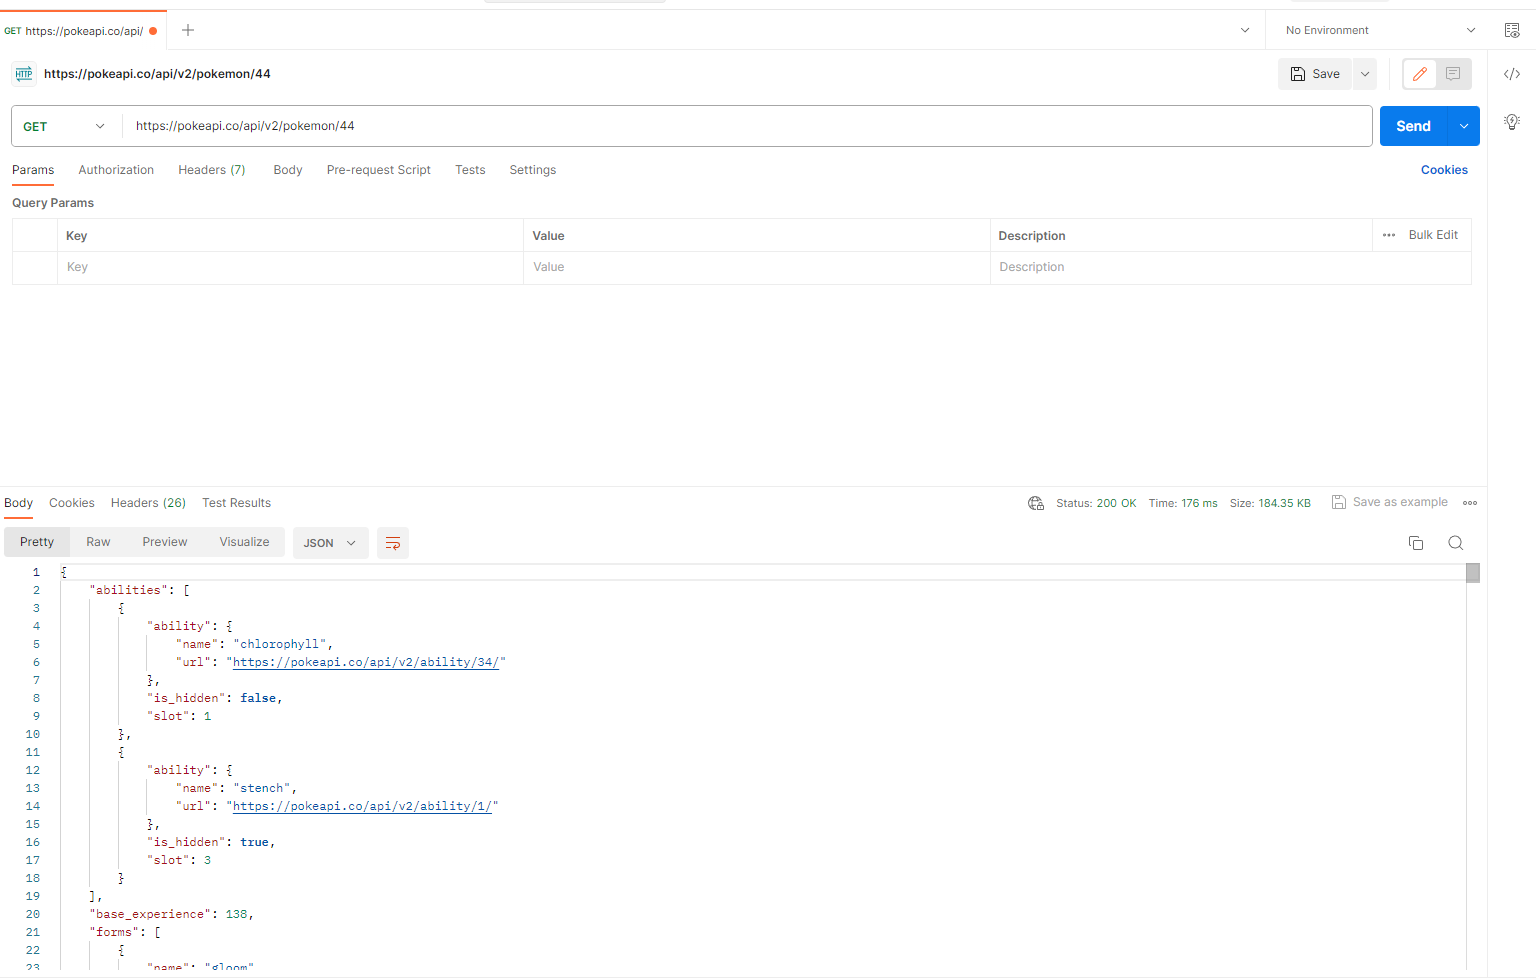 GET https://pokeapi.co/api/
No Environment
HTTP https://pokeapi.co/api/v2/pokemon/44
Save
GET https://pokeapi.co/api/v2/pokemon/44 Send
Params Authorization Headers (7) Body Pre-request Script Tests Settings Cookies
Query Params
Key Value Description ••• Bulk Edit
Key Value Description
Body Cookies Headers (26) Test Results Status: 200 OK Time: 176 ms Size: 184.35 KB Save as example
Pretty Raw Preview Visualize JSON
1 {
2 "abilities": [
3 {
4 "ability": {
5 "name": "chlorophyll",
6 "url": "https://pokeapi.co/api/v2/ability/34/"
7 },
8 "is_hidden": false,
9 "slot": 1
10 },
11 {
12 "ability": {
13 "name": "stench",
14 "url": "https://pokeapi.co/api/v2/ability/1/"
15 },
16 "is_hidden": true,
17 "slot": 3
18 }
19 ],
20 "base_experience": 138,
21 "forms": [
22 {
23 "name": "gloom"